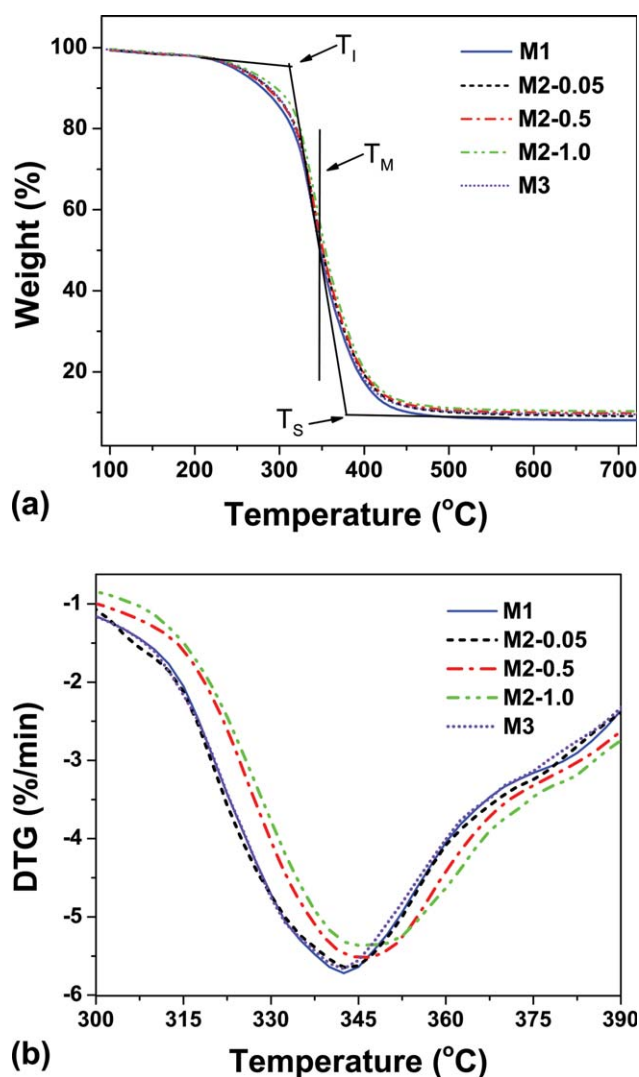 100
80
60
40
20
Weight (%)
T_I
T_M
T_S
M1
M2-0.05
M2-0.5
M2-1.0
M3
100 200 300 400 500 600 700
(a)
Temperature (°C)
-1
-2
-3
-4
-5
-6
DTG (%/min)
M1
M2-0.05
M2-0.5
M2-1.0
M3
300 315 330 345 360 375 390
(b)
Temperature (°C)